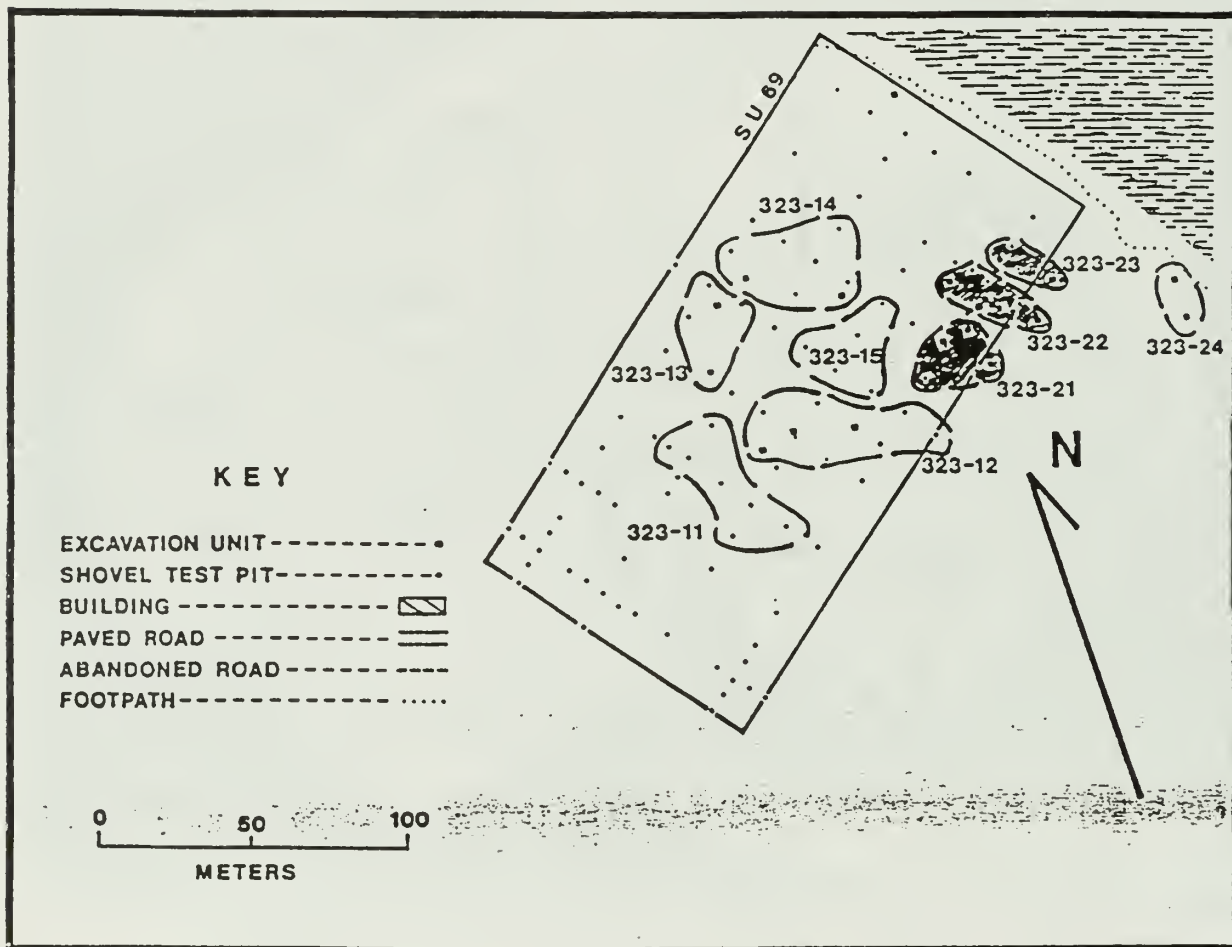 SU 69
323-14
323-23
323-24
323-22
323-15
323-13
323-21
N
323-12
323-11
KEY
EXCAVATION UNIT
SHOVEL TEST PIT
BUILDING
PAVED ROAD
ABANDONED ROAD
FOOTPATH
0 50 100
METERS